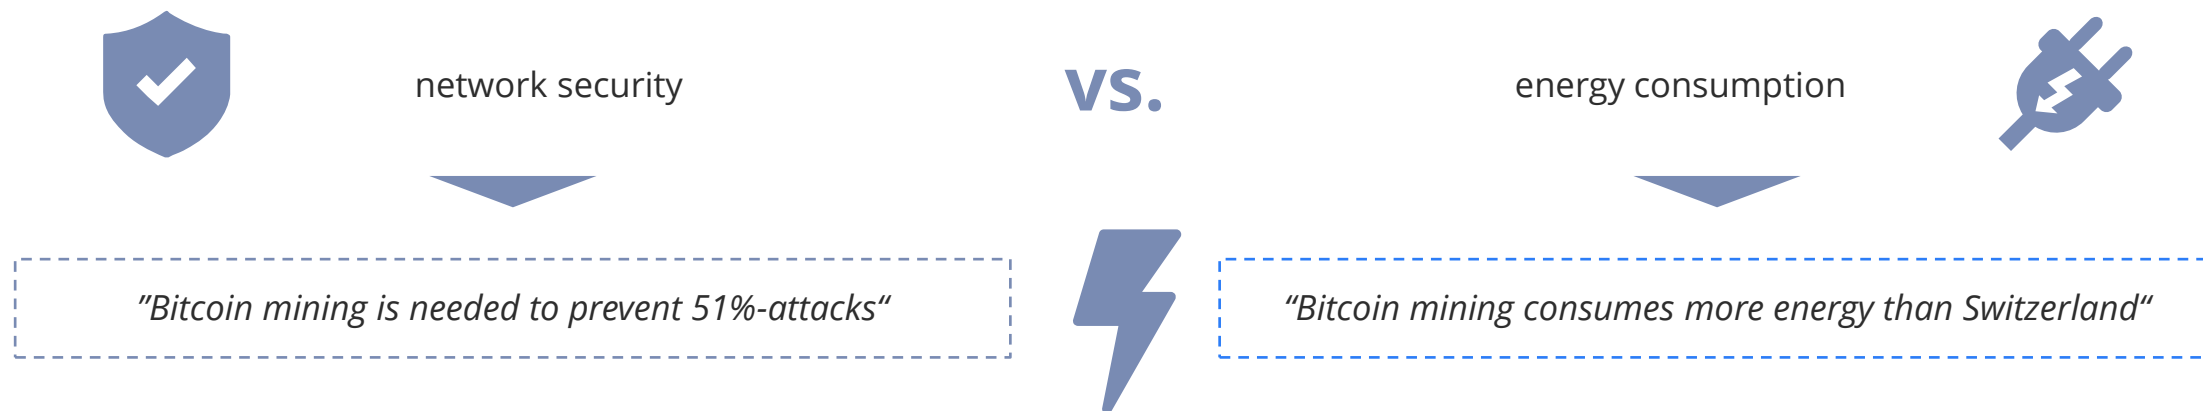 network security
vs.
energy consumption
”Bitcoin mining is needed to prevent 51%-attacks“
“Bitcoin mining consumes more energy than Switzerland“